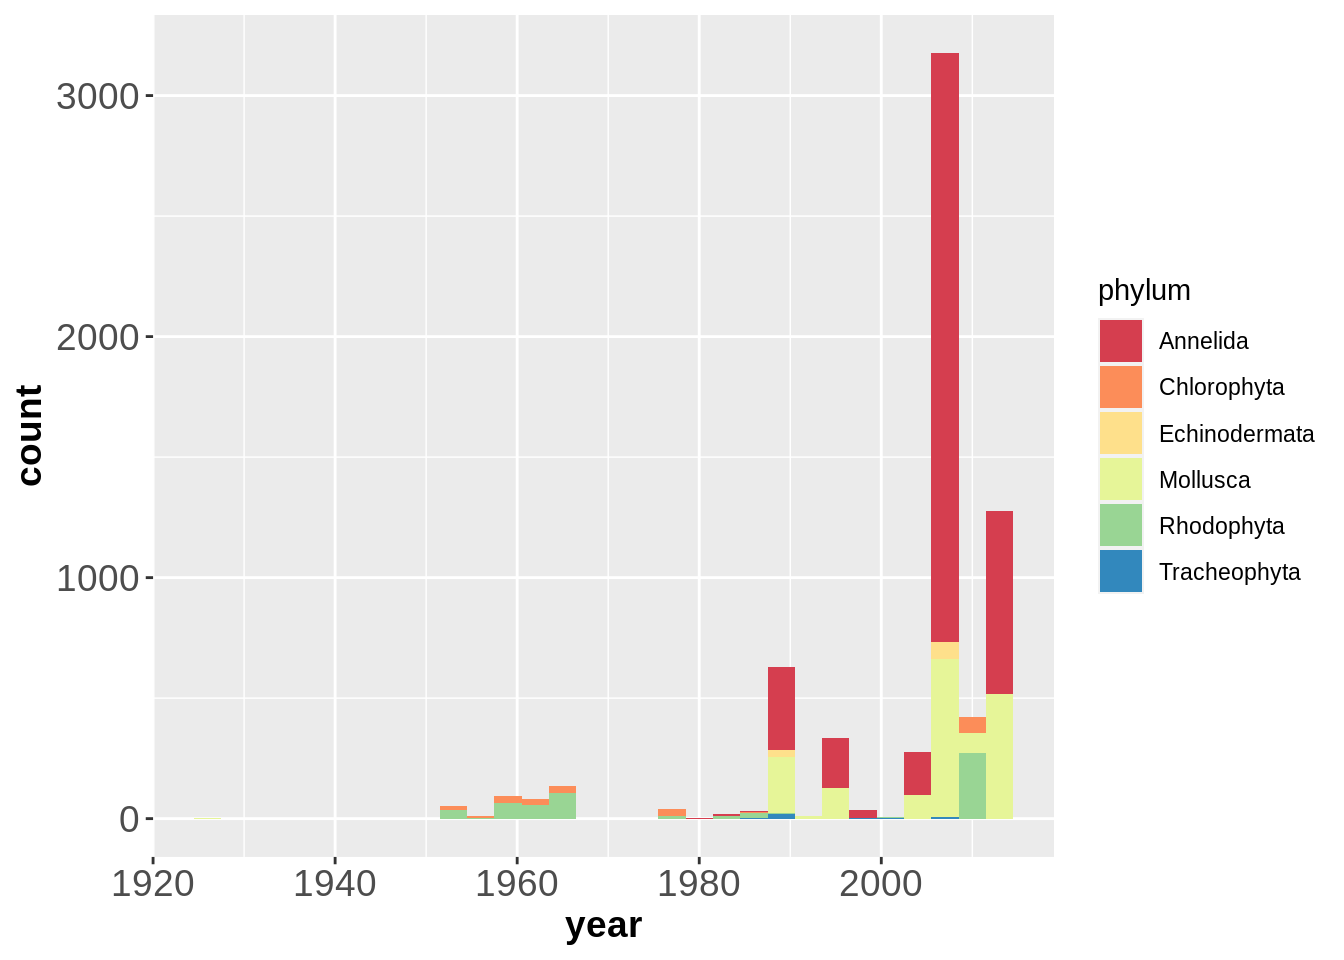 3000
2000
1000
0
count
1920 1940 1960 1980 2000
year
phylum
Annelida
Chlorophyta
Echinodermata
Mollusca
Rhodophyta
Tracheophyta